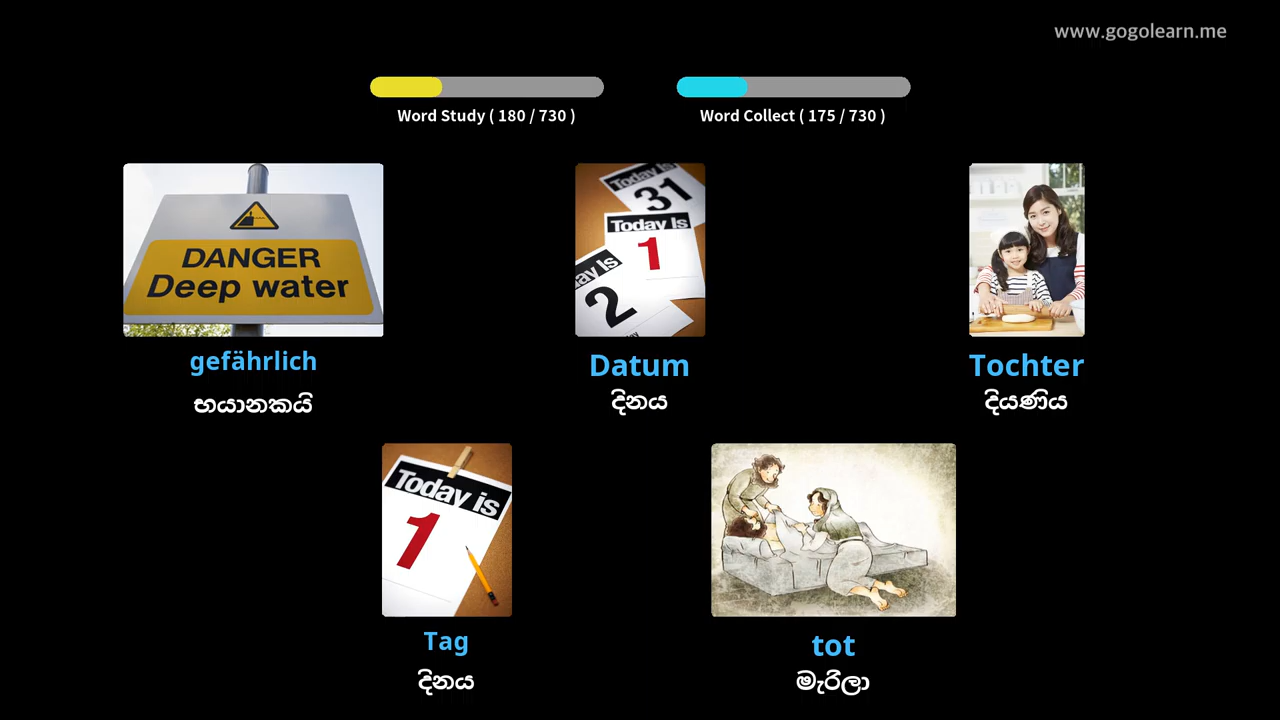 www.gogolearn.me
Word Study ( 180 / 730 )
Word Collect ( 175 / 730 )
DANGER
Deep water
Today is
31
Today Is
1
Today Is
2
gefährlich
Datum
Tochter
භයානකයි
දිනය
දියණිය
Today is
1
Tag
tot
දිනය
මැරිලා